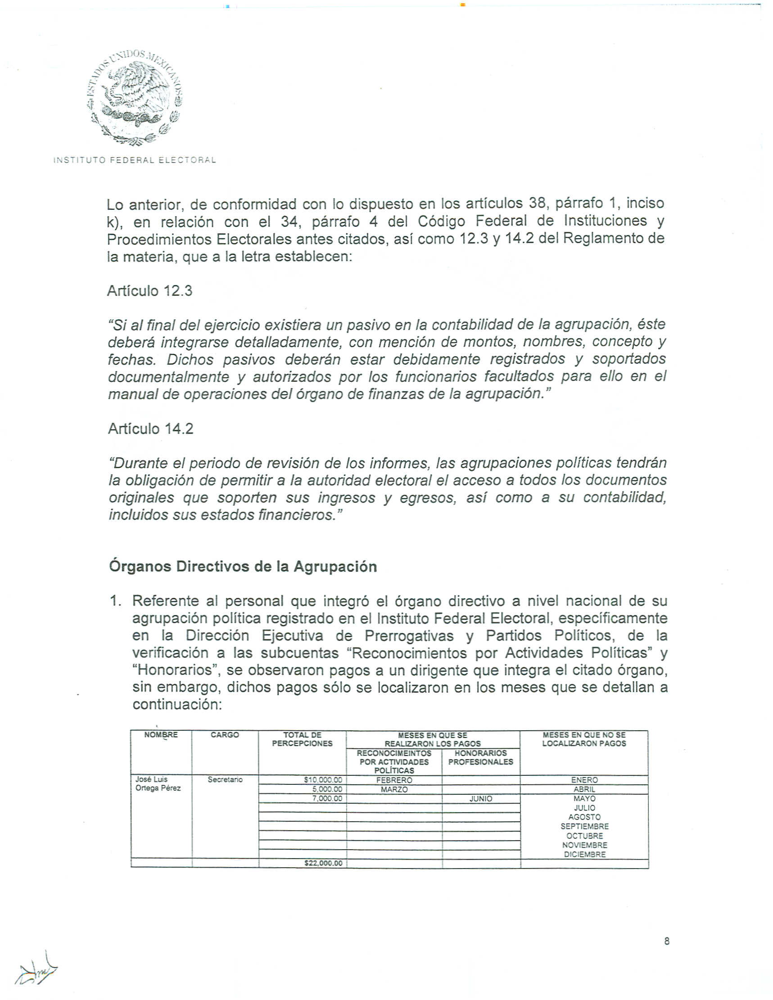 ESTADOS UNIDOS MEXICANOS
INSTITUTO FEDERAL ELECTORAL
Lo anterior, de conformidad con lo dispuesto en los artículos 38, párrafo 1, inciso
k), en relación con el 34, párrafo 4 del Código Federal de Instituciones y
Procedimientos Electorales antes citados, así como 12.3 y 14.2 del Reglamento de
la materia, que a la letra establecen:
Artículo 12.3
“Si al final del ejercicio existiera un pasivo en la contabilidad de la agrupación, éste
deberá integrarse detalladamente, con mención de montos, nombres, concepto y
fechas. Dichos pasivos deberán estar debidamente registrados y soportados
documentalmente y autorizados por los funcionarios facultados para ello en el
manual de operaciones del órgano de finanzas de la agrupación.”
Artículo 14.2
“Durante el periodo de revisión de los informes, las agrupaciones políticas tendrán
la obligación de permitir a la autoridad electoral el acceso a todos los documentos
originales que soporten sus ingresos y egresos, así como a su contabilidad,
incluidos sus estados financieros.”
Órganos Directivos de la Agrupación
1. Referente al personal que integró el órgano directivo a nivel nacional de su
agrupación política registrado en el Instituto Federal Electoral, específicamente
en la Dirección Ejecutiva de Prerrogativas y Partidos Políticos, de la
verificación a las subcuentas “Reconocimientos por Actividades Políticas” y
“Honorarios”, se observaron pagos a un dirigente que integra el citado órgano,
sin embargo, dichos pagos sólo se localizaron en los meses que se detallan a
continuación:
NOMBRE CARGO TOTAL DE MESES EN QUE SE MESES EN QUE NO SE
PERCEPCIONES REALIZARON LOS PAGOS LOCALIZARON PAGOS
RECONOCIMEINTOS HONORARIOS
POR ACTIVIDADES PROFESIONALES
POLÍTICAS
José Luis Secretario $10,000.00 FEBRERO ENERO
Ortega Pérez 5,000.00 MARZO ABRIL
7,000.00 JUNIO MAYO
JULIO
AGOSTO
SEPTIEMBRE
OCTUBRE
NOVIEMBRE
DICIEMBRE
$22,000.00
8